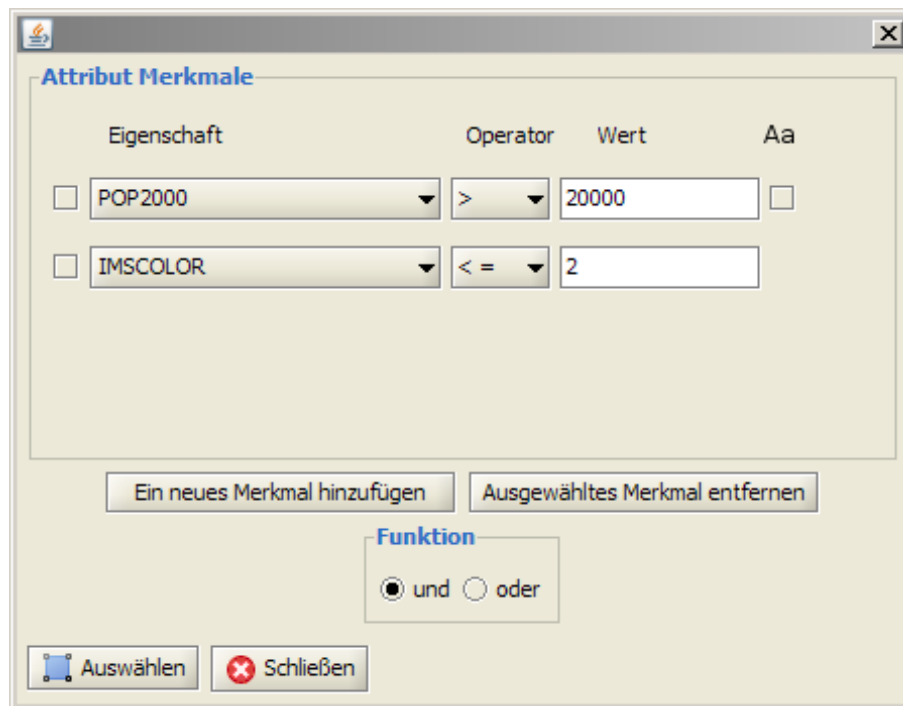 Attribut Merkmale
Eigenschaft Operator Wert Aa
POP2000 > 20000
IMSCOLOR < = 2
Ein neues Merkmal hinzufügen Ausgewähltes Merkmal entfernen
Funktion
und oder
Auswählen Schließen